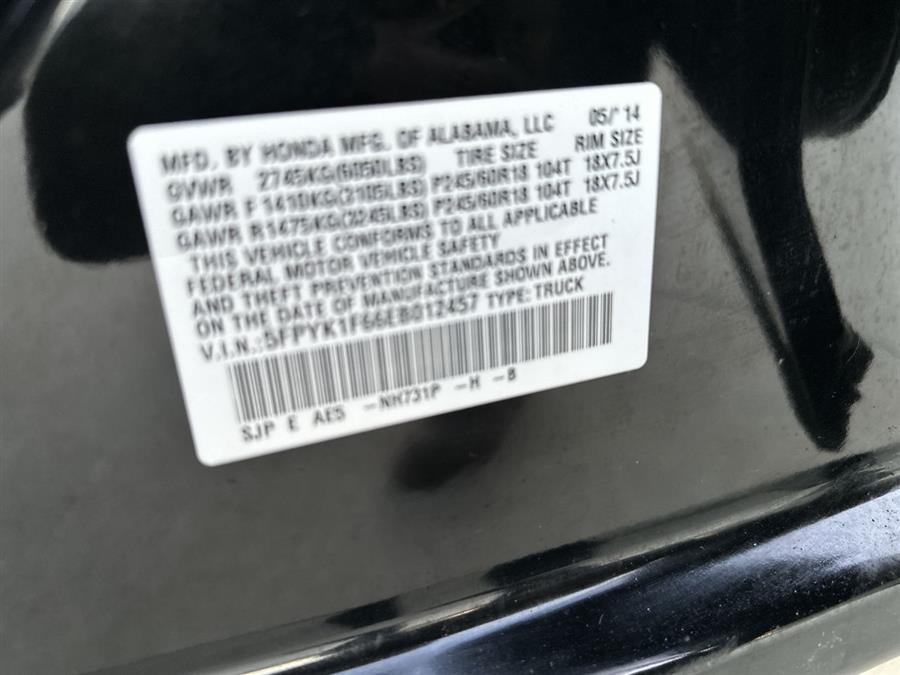 MFD. BY HONDA MFG. OF ALABAMA, LLC 05/'14
GVWR 2745KG(6050LBS) TIRE SIZE RIM SIZE
GAWR F 1410KG(3105LBS) P245/60R18 104T 18X7.5J
GAWR R 1475KG(3245LBS) P245/60R18 104T 18X7.5J
THIS VEHICLE CONFORMS TO ALL APPLICABLE
FEDERAL MOTOR VEHICLE SAFETY
AND THEFT PREVENTION STANDARDS IN EFFECT
ON THE DATE OF MANUFACTURE SHOWN ABOVE.
V.I.N.:5FPYK1F66EB012457 TYPE: TRUCK
SJP E AES -NH731P -H -B